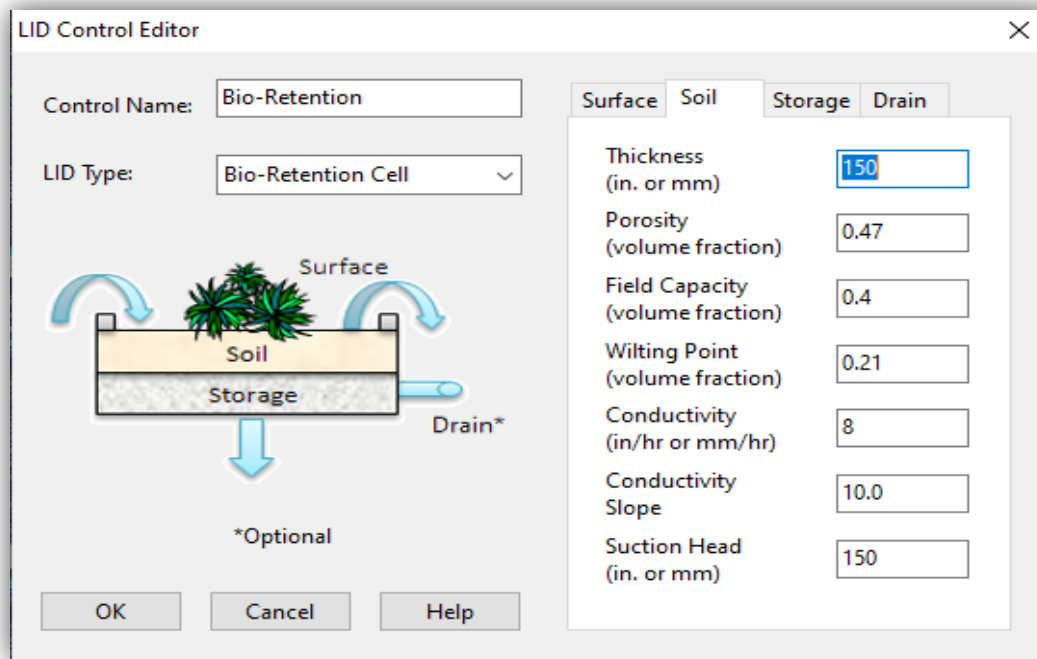 LID Control Editor
Control Name:
Bio-Retention
LID Type:
Bio-Retention Cell
Surface
Soil
Storage
Drain*
*Optional
OK
Cancel
Help
Surface
Soil
Storage
Drain
Thickness
(in. or mm)
150
Porosity
(volume fraction)
0.47
Field Capacity
(volume fraction)
0.4
Wilting Point
(volume fraction)
0.21
Conductivity
(in/hr or mm/hr)
8
Conductivity
Slope
10.0
Suction Head
(in. or mm)
150